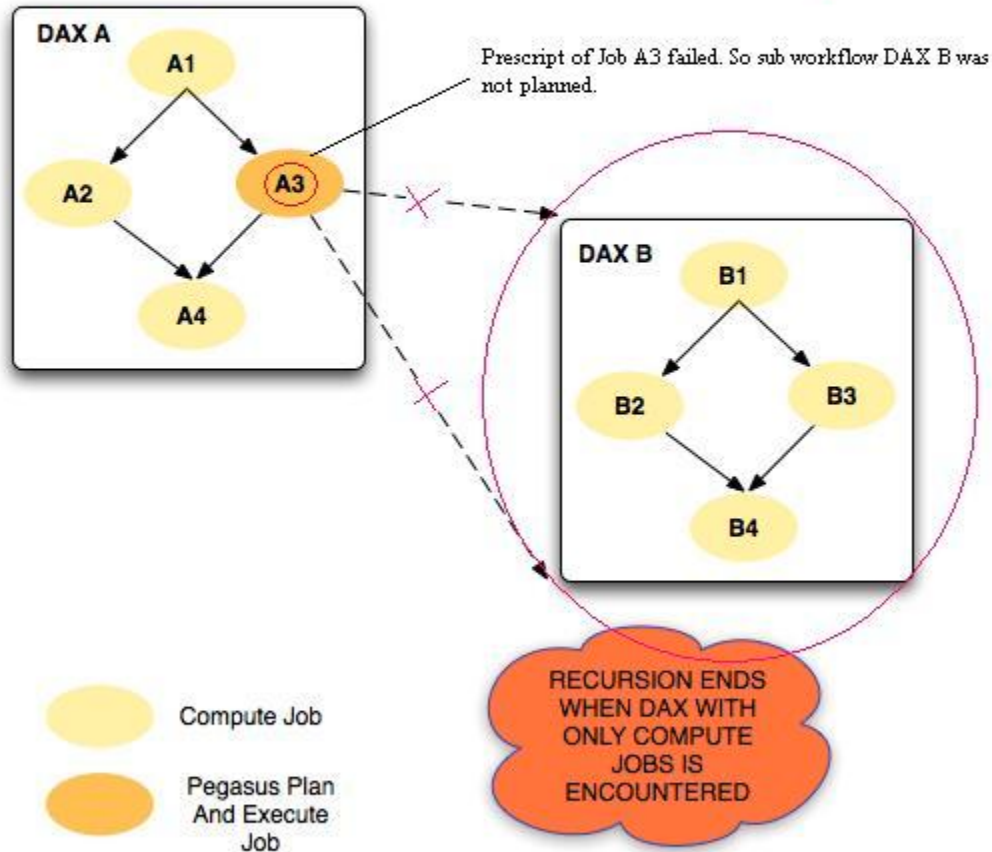 DAX A
A1
Prescript of Job A3 failed. So sub workflow DAX B was
not planned.
A2
A3
A4
DAX B
B1
B2
B3
B4
RECURSION ENDS
WHEN DAX WITH
ONLY COMPUTE
JOBS IS
ENCOUNTERED
Compute Job
Pegasus Plan
And Execute
Job